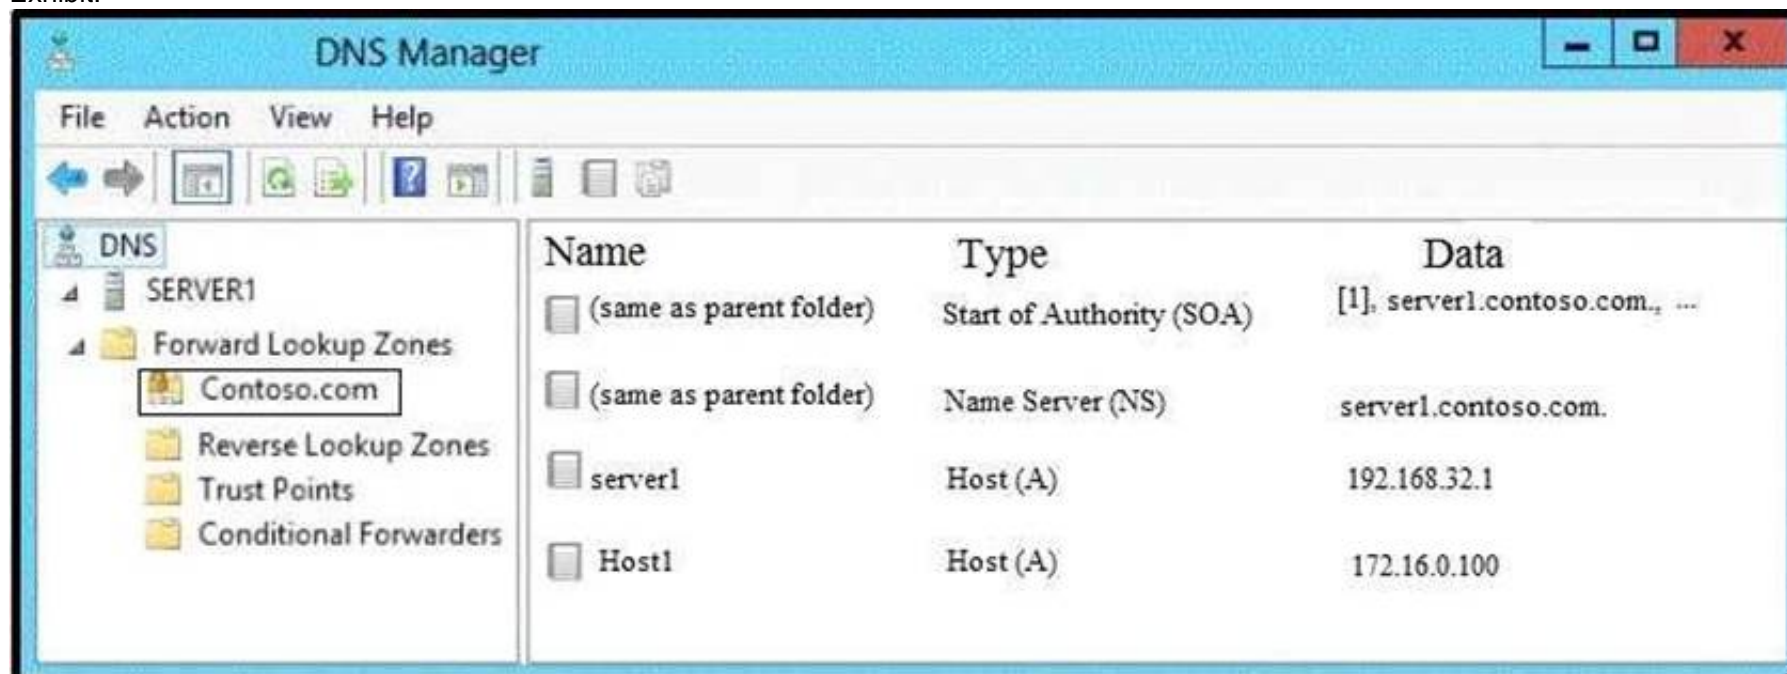 Exhibit:
DNS Manager
File Action View Help
DNS
SERVER1
Forward Lookup Zones
Contoso.com
Reverse Lookup Zones
Trust Points
Conditional Forwarders
Name Type Data
(same as parent folder) Start of Authority (SOA) [1], server1.contoso.com., ...
(same as parent folder) Name Server (NS) server1.contoso.com.
server1 Host (A) 192.168.32.1
Host1 Host (A) 172.16.0.100